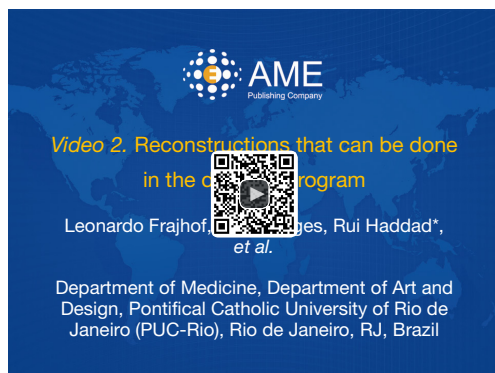 AME
Publishing Company
Video 2. Reconstructions that can be done
in the rogram
Leonardo Frajhof, ges, Rui Haddad*,
et al.
Department of Medicine, Department of Art and
Design, Pontifical Catholic University of Rio de
Janeiro (PUC-Rio), Rio de Janeiro, RJ, Brazil